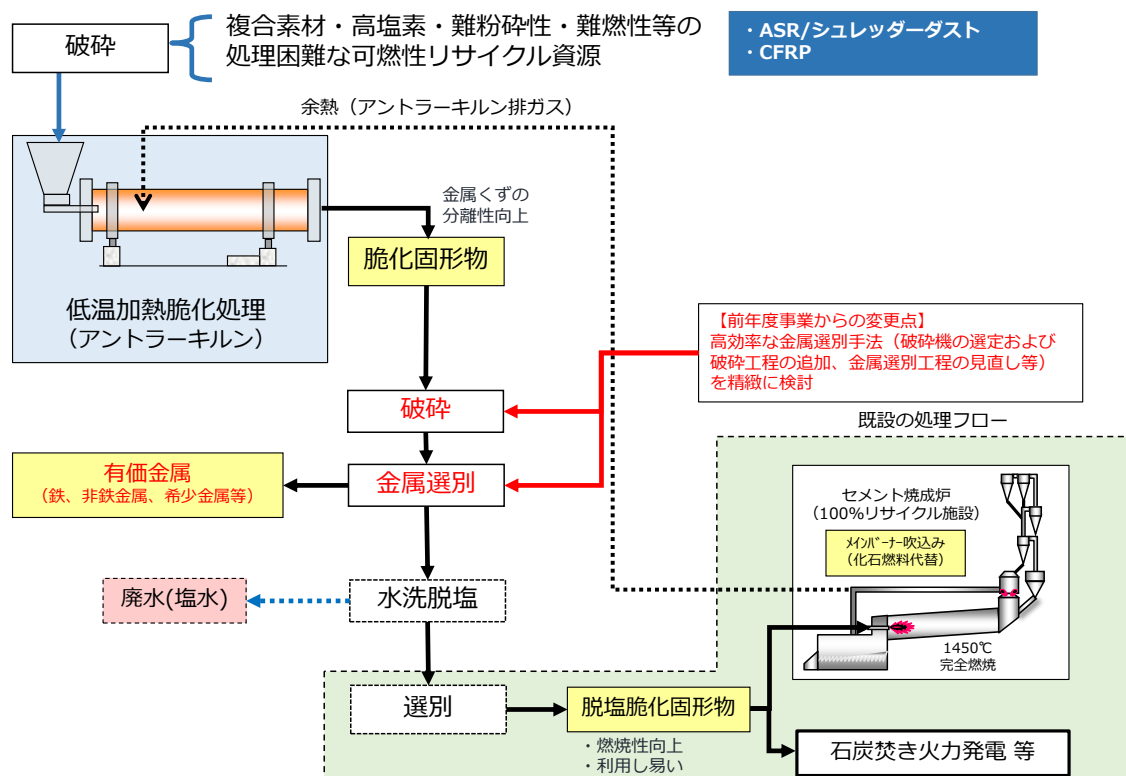 破砕
複合素材・高塩素・難粉砕性・難燃性等の
処理困難な可燃性リサイクル資源
・ASR/シュレッダーダスト
・CFRP
余熱（アントラーキルン排ガス）
金属くずの
分離性向上
脆化固形物
低温加熱脆化処理
（アントラーキルン）
【前年度事業からの変更点】
高効率な金属選別手法（破砕機の選定および
破砕工程の追加、金属選別工程の見直し等）
を精緻に検討
破砕
既設の処理フロー
有価金属
（鉄、非鉄金属、希少金属等）
金属選別
セメント焼成炉
（100%リサイクル施設）
ﾒｲﾝﾊﾞｰﾅｰ吹込み
（化石燃料代替）
廃水(塩水)
水洗脱塩
1450℃
完全燃焼
選別
脱塩脆化固形物
・燃焼性向上
・利用し易い
石炭焚き火力発電 等